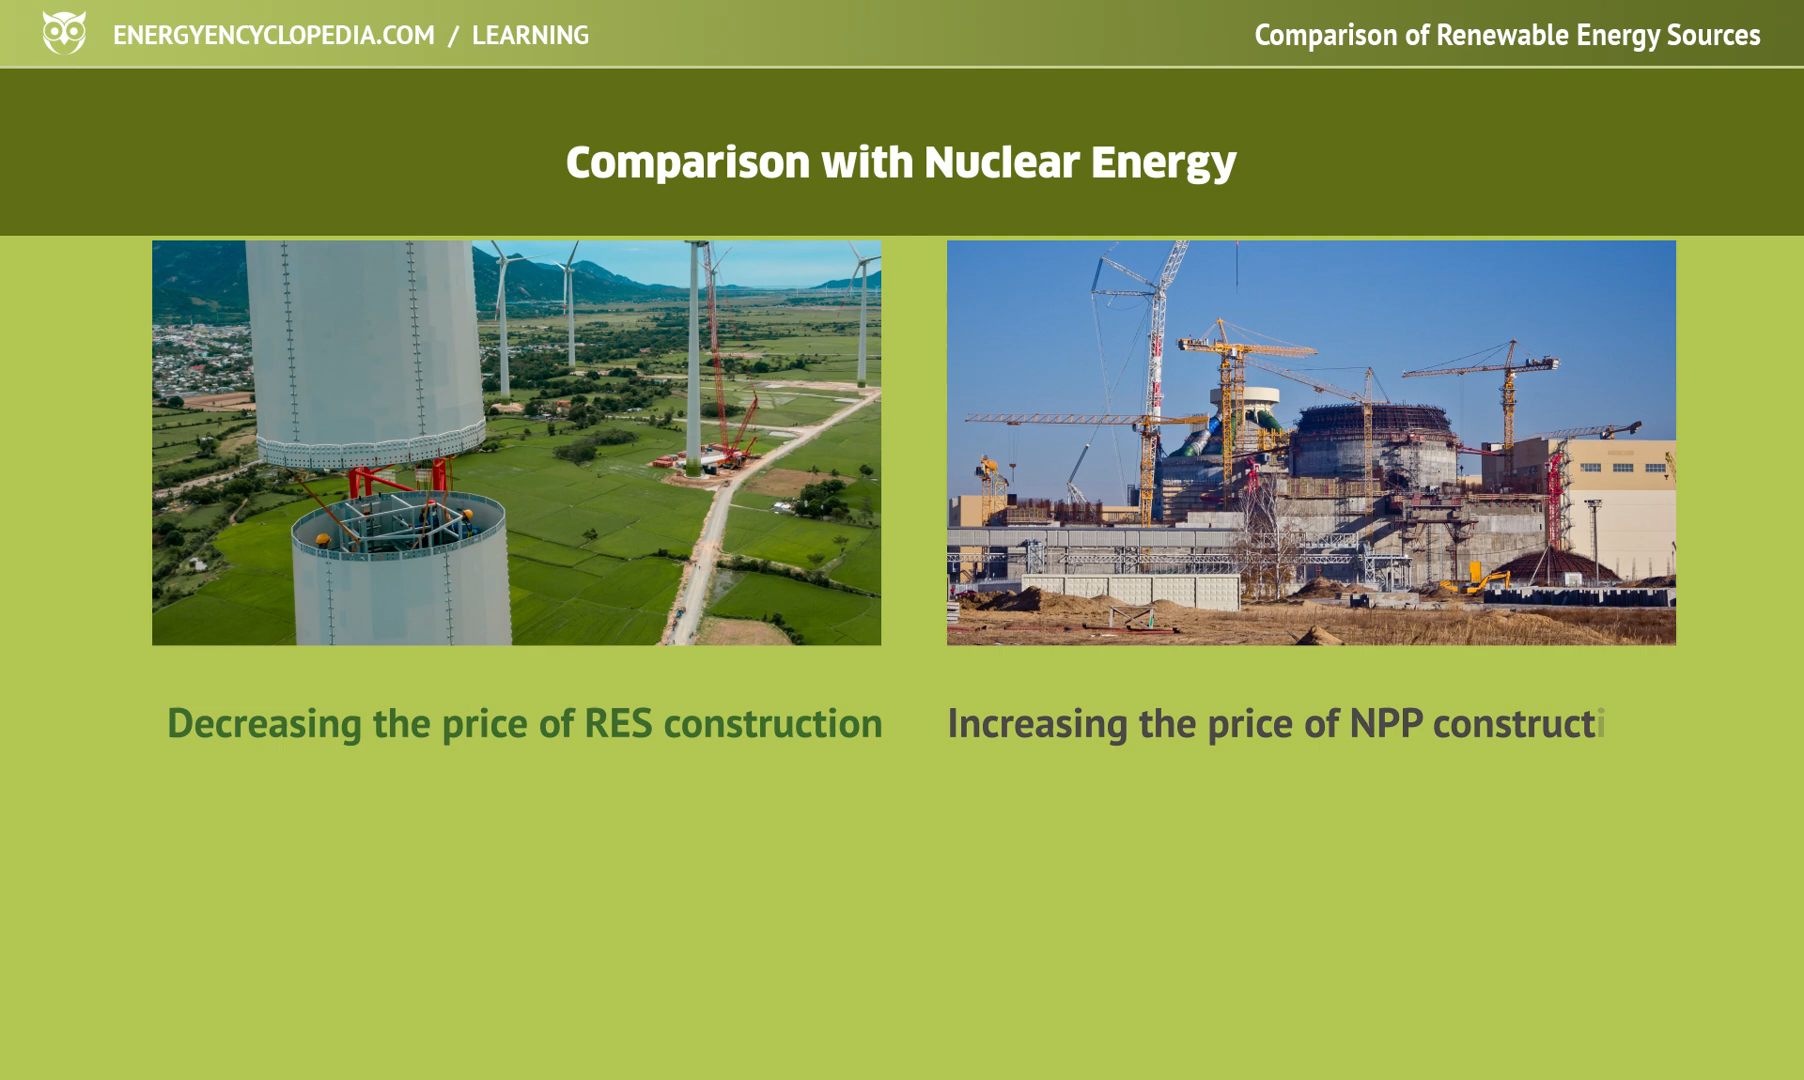 ENERGYENCYCLOPEDIA.COM / LEARNING
Comparison of Renewable Energy Sources
Comparison with Nuclear Energy
Decreasing the price of RES construction
Increasing the price of NPP constructi